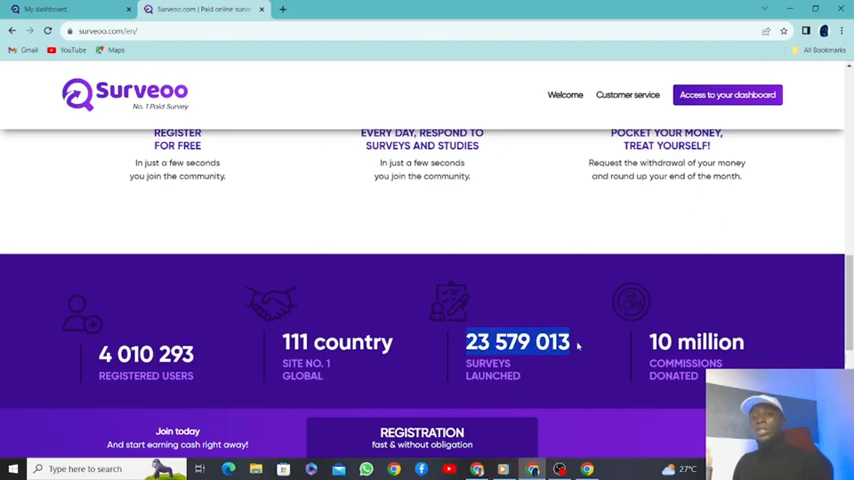 My dashboard
Surveoo.com | Paid online surve
surveoo.com/en/
Gmail
YouTube
Maps
All Bookmarks
Surveoo
No. 1 Paid Survey
Welcome
Customer service
Access to your dashboard
REGISTER
FOR FREE
In just a few seconds
you join the community.
EVERY DAY, RESPOND TO
SURVEYS AND STUDIES
In just a few seconds
you join the community.
POCKET YOUR MONEY,
TREAT YOURSELF!
Request the withdrawal of your money
and round up your end of the month.
4 010 293
REGISTERED USERS
111 country
SITE NO. 1
GLOBAL
23 579 013
SURVEYS
LAUNCHED
10 million
COMMISSIONS
DONATED
Join today
And start earning cash right away!
REGISTRATION
fast & without obligation
Type here to search
27°C